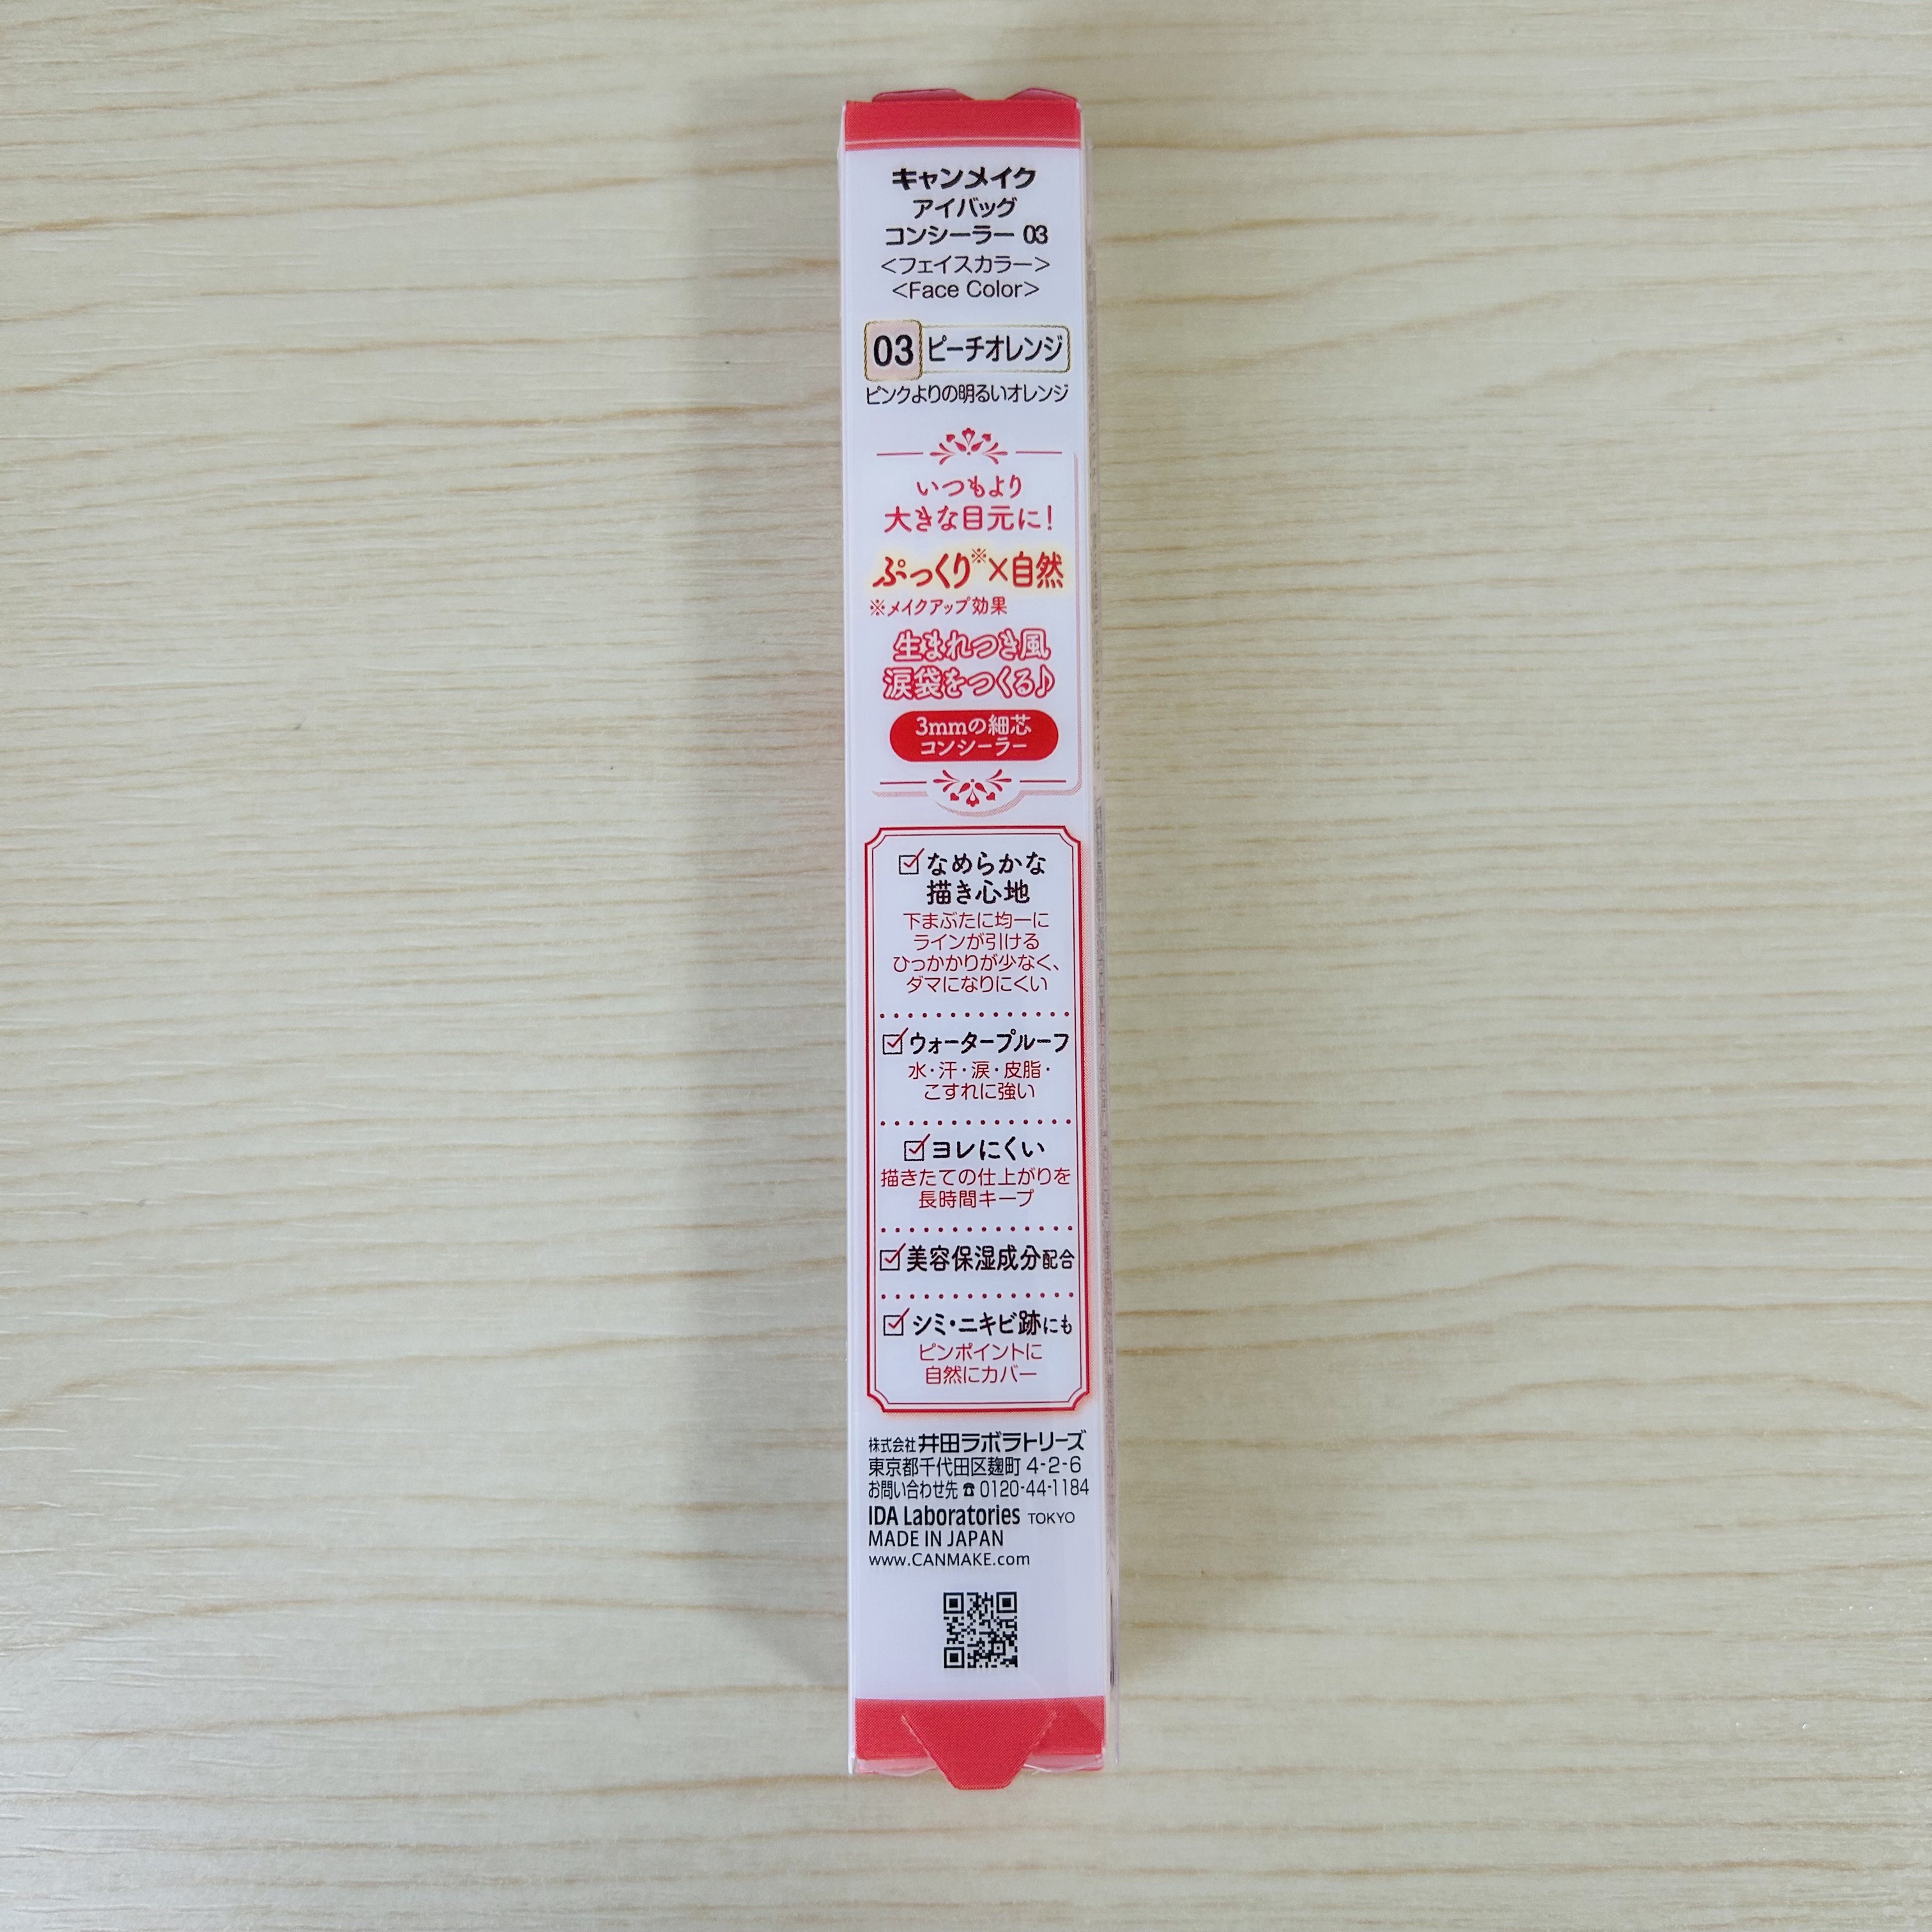 キャンメイク
アイバッグ
コンシーラー 03
＜フェイスカラー＞
＜Face Color＞
03 ピーチオレンジ
ピンクよりの明るいオレンジ
いつもより
大きな目元に！
ぷっくり※×自然
※メイクアップ効果
生まれつき風
涙袋をつくる♪
3mmの細芯
コンシーラー
☑なめらかな
描き心地
下まぶたに均一に
ラインが引ける
ひっかかりが少なく、
ダマになりにくい
☑ウォータープルーフ
水・汗・涙・皮脂・
こすれに強い
☑ヨレにくい
描きたての仕上がりを
長時間キープ
☑美容保湿成分配合
☑シミ・ニキビ跡にも
ピンポイントに
自然にカバー
株式会社 井田ラボラトリーズ
東京都千代田区麹町 4-2-6
お問い合わせ先 ☎ 0120-44-1184
IDA Laboratories TOKYO
MADE IN JAPAN
www.CANMAKE.com